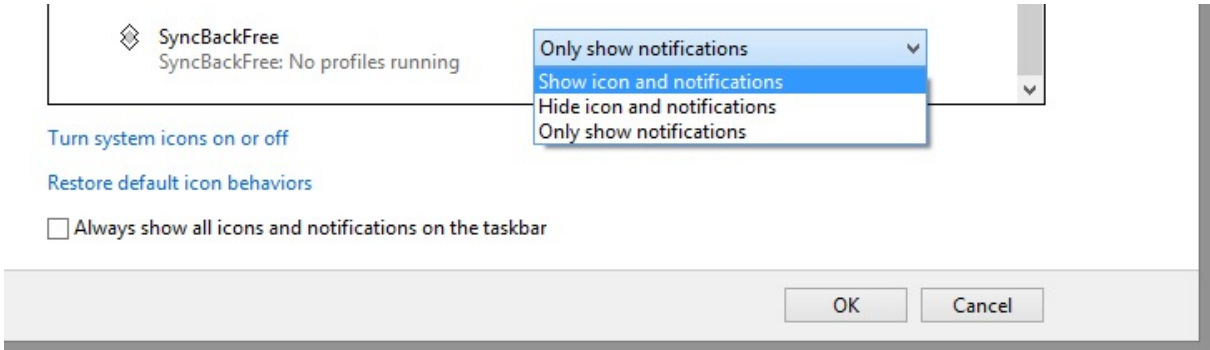 SyncBackFree
SyncBackFree: No profiles running
Only show notifications
Show icon and notifications
Hide icon and notifications
Only show notifications
Turn system icons on or off
Restore default icon behaviors
Always show all icons and notifications on the taskbar
OK
Cancel